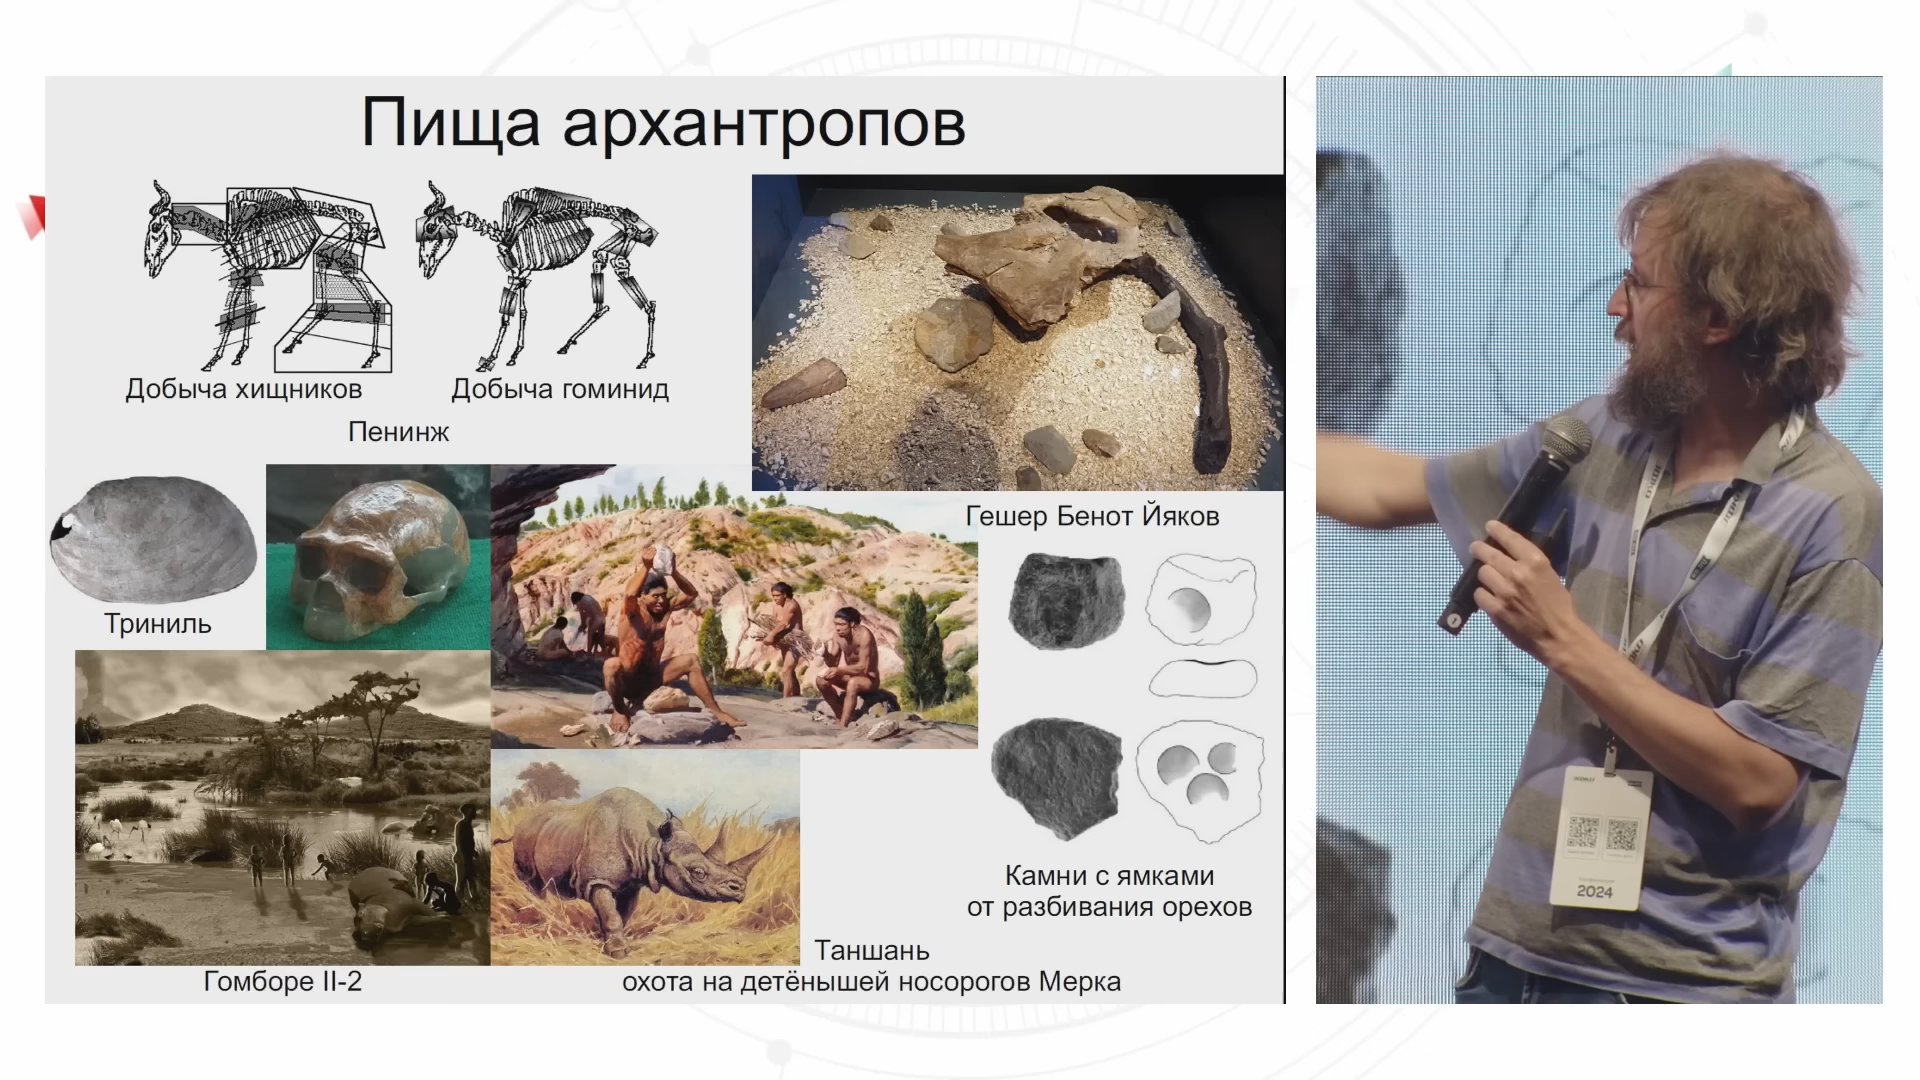 Пища архантропов
Добыча хищников
Добыча гоминид
Пенинж
Гешер Бенот Йяков
Триниль
Камни с ямками
от разбивания орехов
Гомборе II-2
Таншань
охота на детёнышей носорогов Мерка
2024